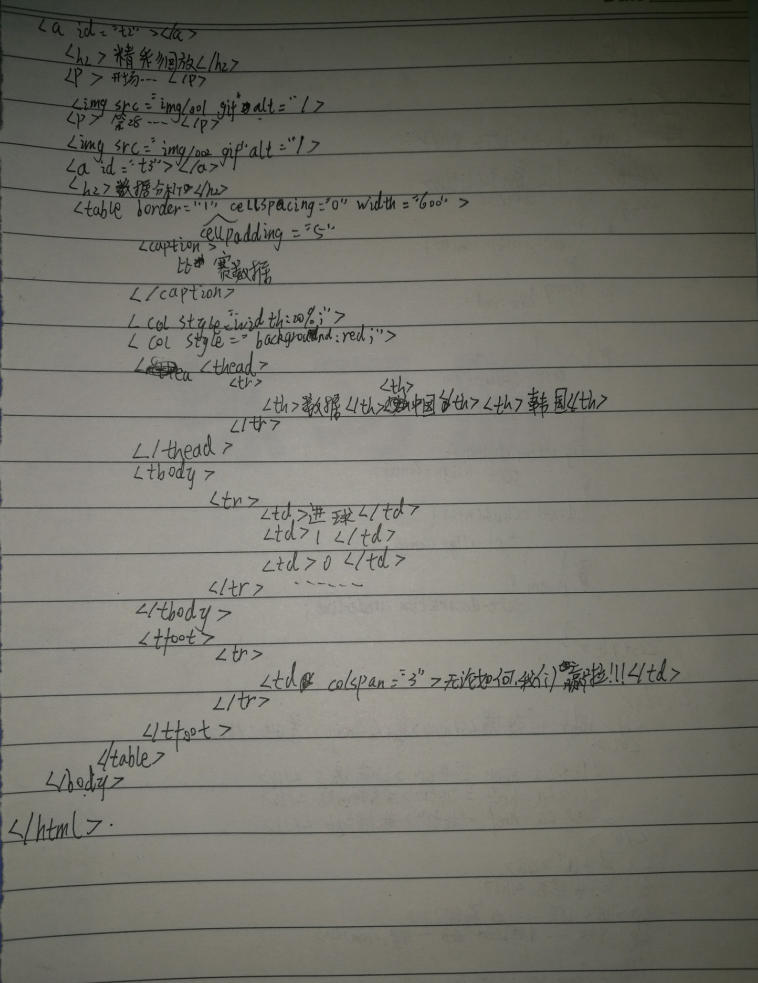 <a id="t2"></a>
<h2>精彩回放</h2>
<p>开场…</p>
<img src="img/001 gif" alt="">
<p>第28…</p>
<img src="img/002 gif" alt="">
<a id="t3"></a>
<h2>数据分析</h2>
<table border="1" cellspacing="0" width="600">
cellpadding="5"
<caption>
比赛数据
</caption>
<col style="width:20%;">
<col style="background:red;">
<thead>
<tr>
<th>数据</th><th>中国</th><th>韩国</th>
</tr>
</thead>
<tbody>
<tr>
<td>进球</td>
<td>1</td>
<td>0</td>
</tr> ……
</tbody>
<tfoot>
<tr>
<td colspan="3">无论如何,我们赢啦!!!</td>
</tr>
</tfoot>
</table>
</body>
</html>.